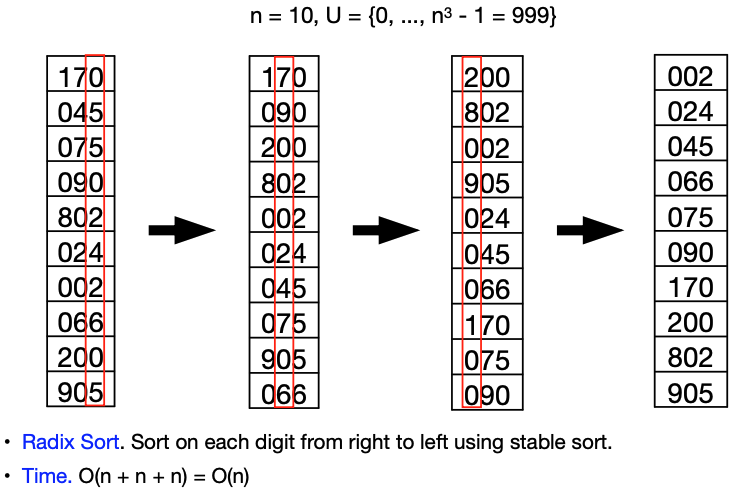 n = 10, U = {0, ..., n³ - 1 = 999}
170 170 200 002
045 090 802 024
075 200 002 045
090 802 905 066
802 002 024 075
024 024 045 090
002 045 066 170
066 075 170 200
200 905 075 802
905 066 090 905
• Radix Sort. Sort on each digit from right to left using stable sort.
• Time. O(n + n + n) = O(n)